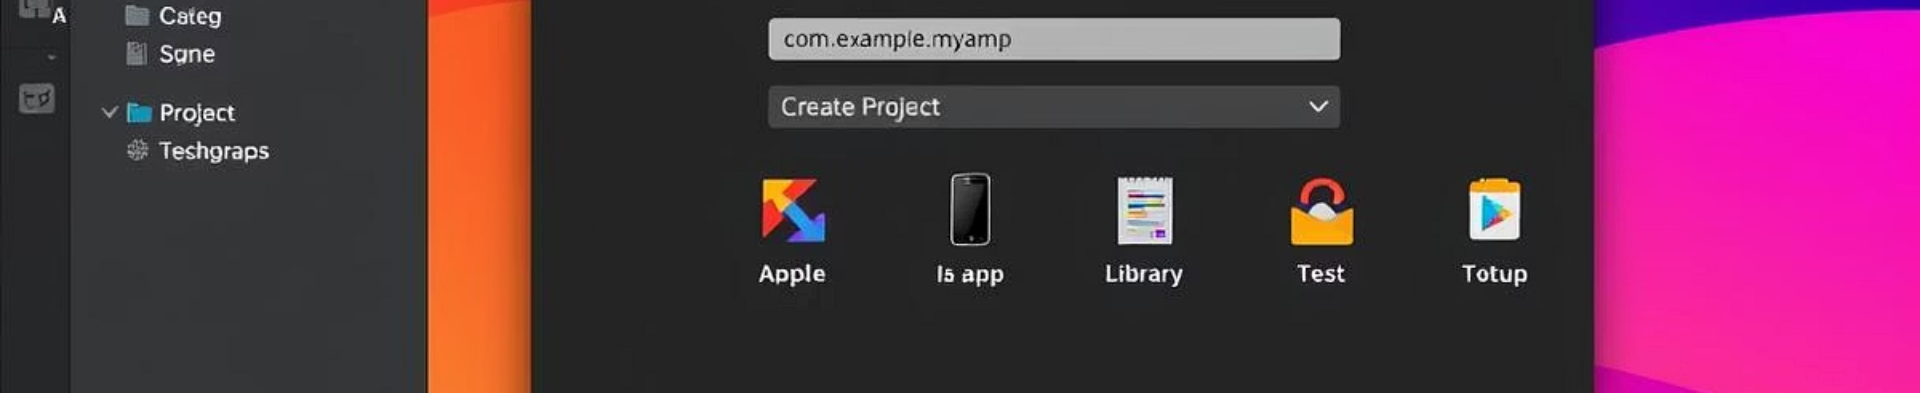 A
Categ
Sgne
Project
Teshgraps
com.example.myamp
Create Project
Apple
Is app
Library
Test
Totup